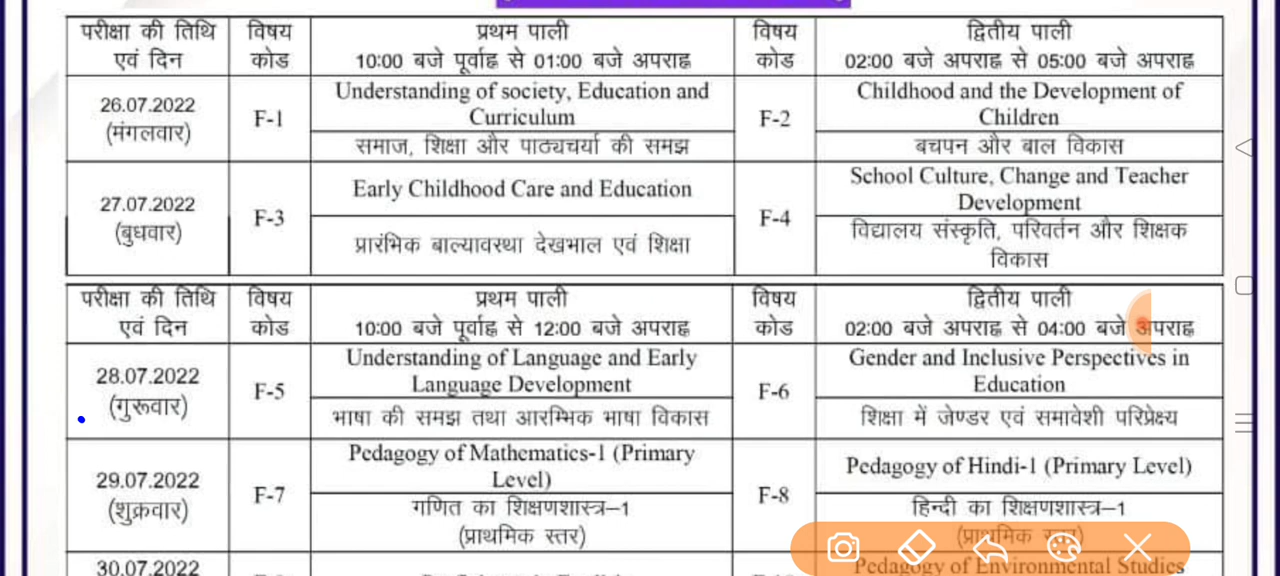 परीक्षा की तिथि
एवं दिन
विषय
कोड
प्रथम पाली
10:00 बजे पूर्वाह्न से 01:00 बजे अपराह्न
विषय
कोड
द्वितीय पाली
02:00 बजे अपराह्न से 05:00 बजे अपराह्न
26.07.2022
(मंगलवार)
F-1
Understanding of society, Education and
Curriculum
समाज, शिक्षा और पाठ्यचर्या की समझ
F-2
Childhood and the Development of
Children
बचपन और बाल विकास
27.07.2022
(बुधवार)
F-3
Early Childhood Care and Education
प्रारंभिक बाल्यावस्था देखभाल एवं शिक्षा
F-4
School Culture, Change and Teacher
Development
विद्यालय संस्कृति, परिवर्तन और शिक्षक
विकास
परीक्षा की तिथि
एवं दिन
विषय
कोड
प्रथम पाली
10:00 बजे पूर्वाह्न से 12:00 बजे अपराह्न
विषय
कोड
द्वितीय पाली
02:00 बजे अपराह्न से 04:00 बजे अपराह्न
28.07.2022
(गुरूवार)
F-5
Understanding of Language and Early
Language Development
भाषा की समझ तथा आरम्भिक भाषा विकास
F-6
Gender and Inclusive Perspectives in
Education
शिक्षा में जेण्डर एवं समावेशी परिप्रेक्ष्य
29.07.2022
(शुक्रवार)
F-7
Pedagogy of Mathematics-1 (Primary
Level)
गणित का शिक्षणशास्त्र–1
(प्राथमिक स्तर)
F-8
Pedagogy of Hindi-1 (Primary Level)
हिन्दी का शिक्षणशास्त्र–1
(प्राथमिक स्तर)
30.07.2022
Pedagogy of Environmental Studies